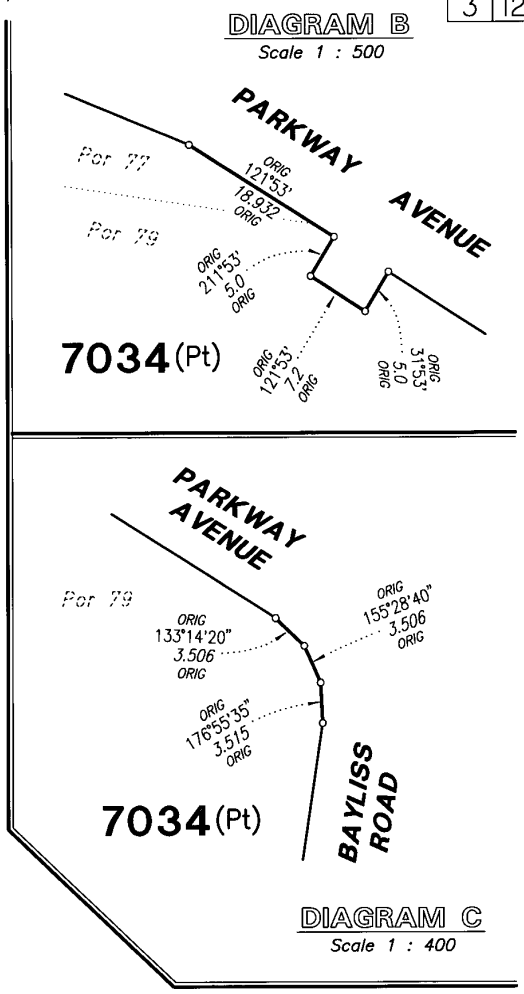 3 12
DIAGRAM B
Scale 1 : 500
PARKWAY AVENUE
Por 77
ORIG
121°53'
18.932
ORIG
Por 79
ORIG
211°53'
5.0
ORIG
7034 (Pt)
ORIG
121°53'
7.2
ORIG
ORIG
31°53'
5.0
ORIG
PARKWAY
AVENUE
Por 79
ORIG
133°14'20"
3.506
ORIG
ORIG
155°28'40"
3.506
ORIG
ORIG
176°55'35"
3.515
ORIG
7034 (Pt)
BAYLISS
ROAD
DIAGRAM C
Scale 1 : 400